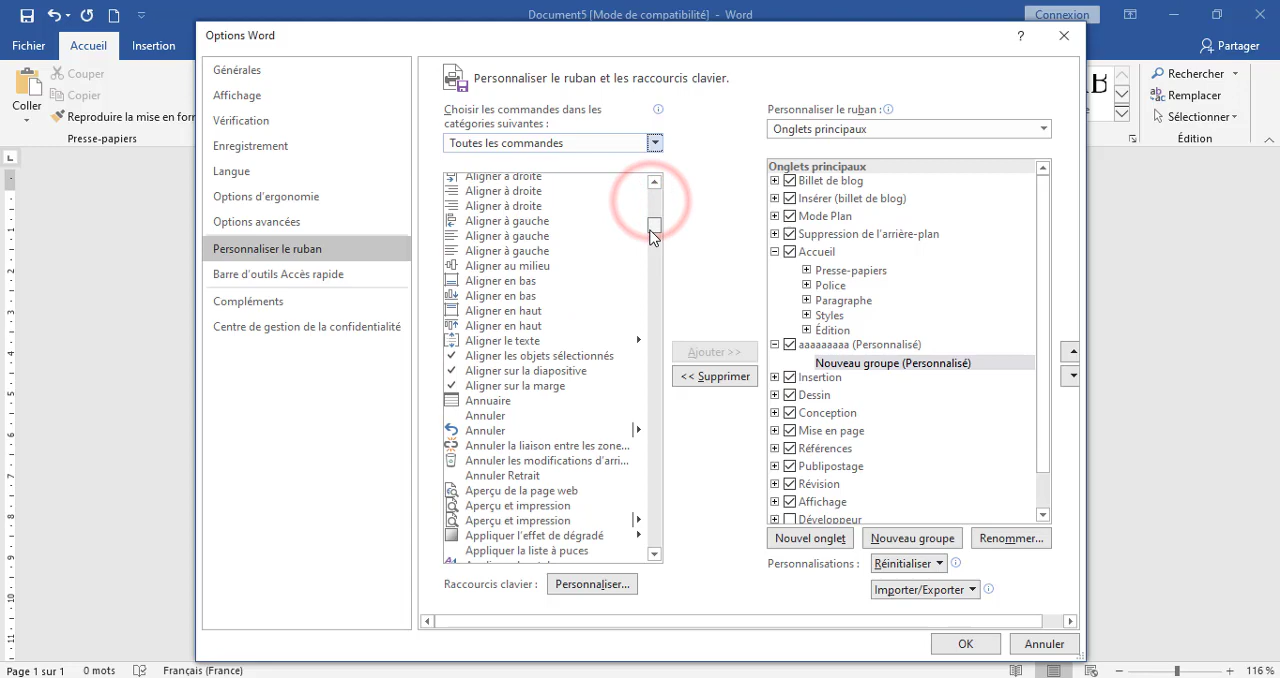 Document5 [Mode de compatibilité] - Word
Connexion
Fichier
Accueil
Insertion
Partager
Options Word
?
Coller
Couper
Copier
Reproduire la mise en for
Presse-papiers
Rechercher
Remplacer
Sélectionner
Édition
Générales
Affichage
Vérification
Enregistrement
Langue
Options d'ergonomie
Options avancées
Personnaliser le ruban
Barre d'outils Accès rapide
Compléments
Centre de gestion de la confidentialité
Personnaliser le ruban et les raccourcis clavier.
Choisir les commandes dans les
catégories suivantes :
Toutes les commandes
Aligner à droite
Aligner à droite
Aligner à droite
Aligner à gauche
Aligner à gauche
Aligner à gauche
Aligner au milieu
Aligner en bas
Aligner en bas
Aligner en haut
Aligner en haut
Aligner le texte
Aligner les objets sélectionnés
Aligner sur la diapositive
Aligner sur la marge
Annuaire
Annuler
Annuler
Annuler la liaison entre les zone...
Annuler les modifications d'arri...
Annuler Retrait
Aperçu de la page web
Aperçu et impression
Aperçu et impression
Appliquer l'effet de dégradé
Appliquer la liste à puces
Raccourcis clavier :
Personnaliser...
Ajouter >>
<< Supprimer
Personnaliser le ruban :
Onglets principaux
Onglets principaux
Billet de blog
Insérer (billet de blog)
Mode Plan
Suppression de l'arrière-plan
Accueil
Presse-papiers
Police
Paragraphe
Styles
Édition
aaaaaaaaa (Personnalisé)
Nouveau groupe (Personnalisé)
Insertion
Dessin
Conception
Mise en page
Références
Publipostage
Révision
Affichage
Développeur
Nouvel onglet
Nouveau groupe
Renommer...
Personnalisations :
Réinitialiser
Importer/Exporter
OK
Annuler
Page 1 sur 1
0 mots
Français (France)
116 %